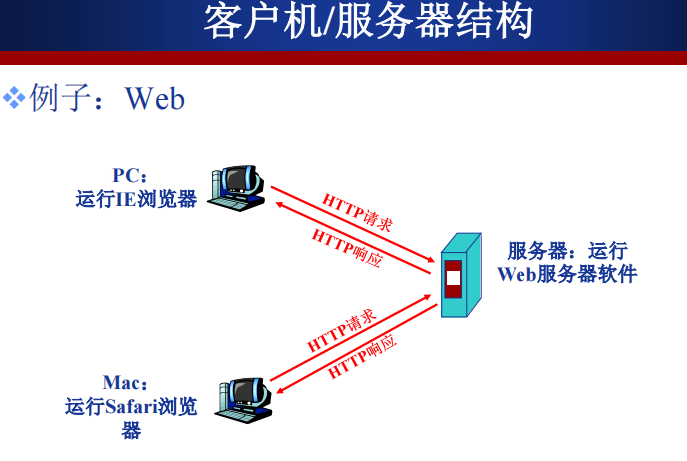 客户机/服务器结构
例子：Web
PC：
运行IE浏览器
HTTP请求
HTTP响应
服务器：运行
Web服务器软件
HTTP请求
HTTP响应
Mac：
运行Safari浏览
器